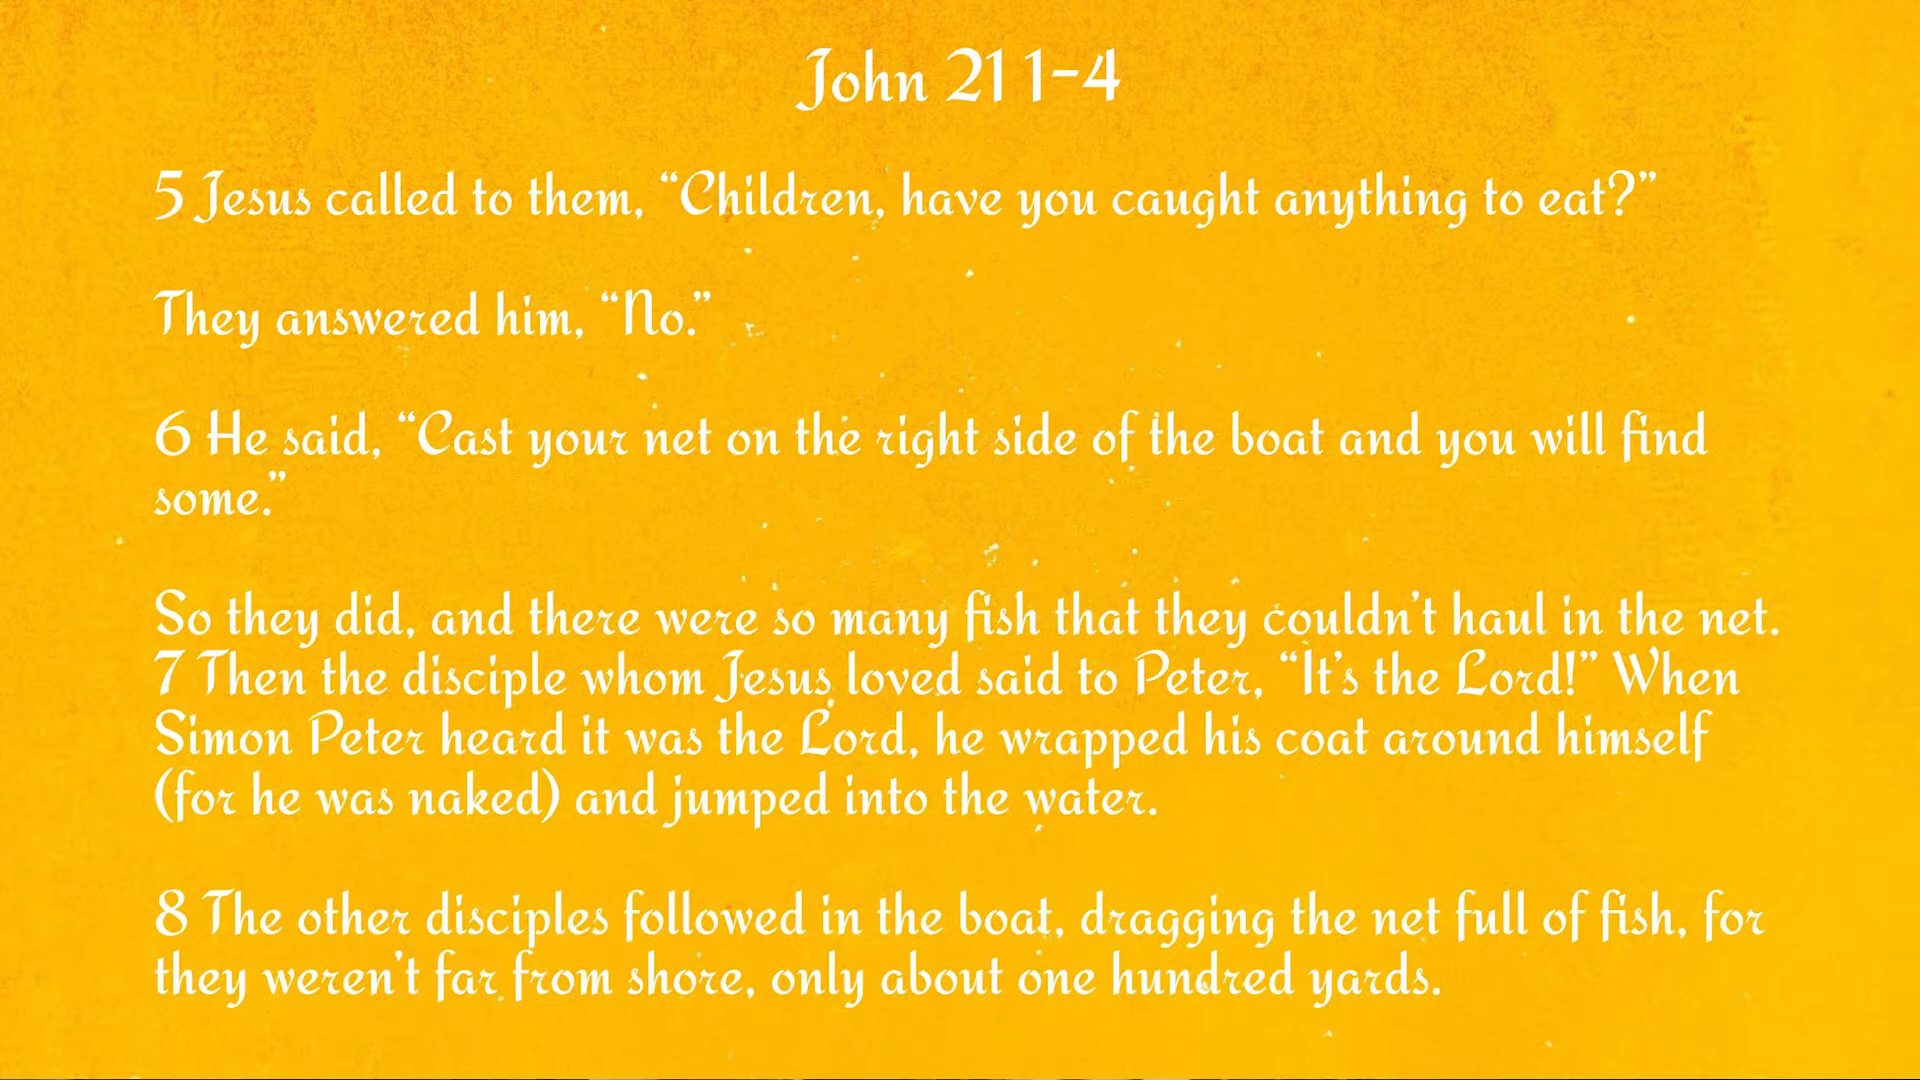 John 21 1-4
5 Jesus called to them, “Children, have you caught anything to eat?”
They answered him, “No.”
6 He said, “Cast your net on the right side of the boat and you will find
some.”
So they did, and there were so many fish that they couldn’t haul in the net.
7 Then the disciple whom Jesus loved said to Peter, “It’s the Lord!” When
Simon Peter heard it was the Lord, he wrapped his coat around himself
(for he was naked) and jumped into the water.
8 The other disciples followed in the boat, dragging the net full of fish, for
they weren’t far from shore, only about one hundred yards.